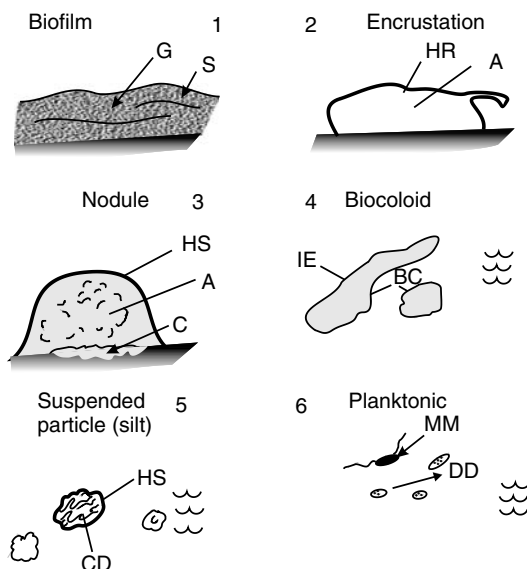 Biofilm 1
G
S
2 Encrustation
HR
A
Nodule 3
HS
A
C
4 Biocoloid
IE
BC
Suspended 5
particle (silt)
HS
CD
6 Planktonic
MM
DD